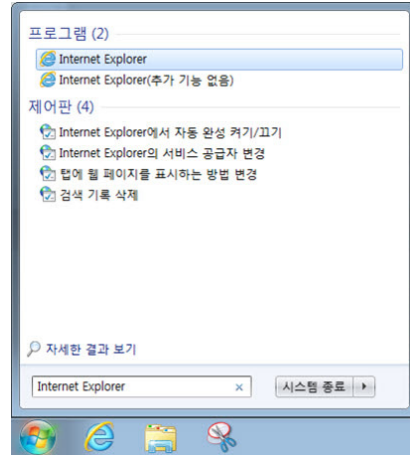 프로그램 (2)
Internet Explorer
Internet Explorer(추가 기능 없음)
제어판 (4)
Internet Explorer에서 자동 완성 켜기/끄기
Internet Explorer의 서비스 공급자 변경
탭에 웹 페이지를 표시하는 방법 변경
검색 기록 삭제
자세한 결과 보기
Internet Explorer
시스템 종료